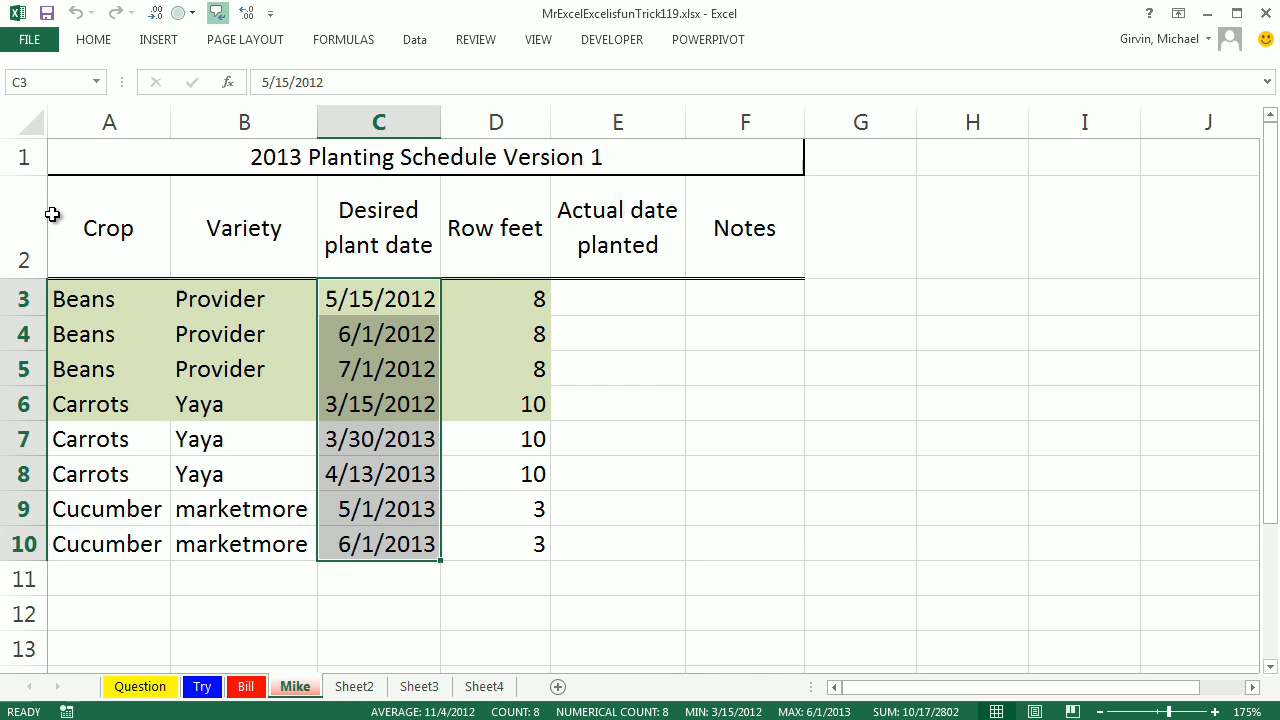 MrExcelExcelisfunTrick119.xlsx - Excel
FILE HOME INSERT PAGE LAYOUT FORMULAS Data REVIEW VIEW DEVELOPER POWERPIVOT Girvin, Michael
C3 fx 5/15/2012
A B C D E F G H I J
1 2013 Planting Schedule Version 1
2 Crop Variety Desired plant date Row feet Actual date planted Notes
3 Beans Provider 5/15/2012 8
4 Beans Provider 6/1/2012 8
5 Beans Provider 7/1/2012 8
6 Carrots Yaya 3/15/2012 10
7 Carrots Yaya 3/30/2013 10
8 Carrots Yaya 4/13/2013 10
9 Cucumber marketmore 5/1/2013 3
10 Cucumber marketmore 6/1/2013 3
11
12
13
Question Try Bill Mike Sheet2 Sheet3 Sheet4
READY AVERAGE: 11/4/2012 COUNT: 8 NUMERICAL COUNT: 8 MIN: 3/15/2012 MAX: 6/1/2013 SUM: 10/17/2802 175%